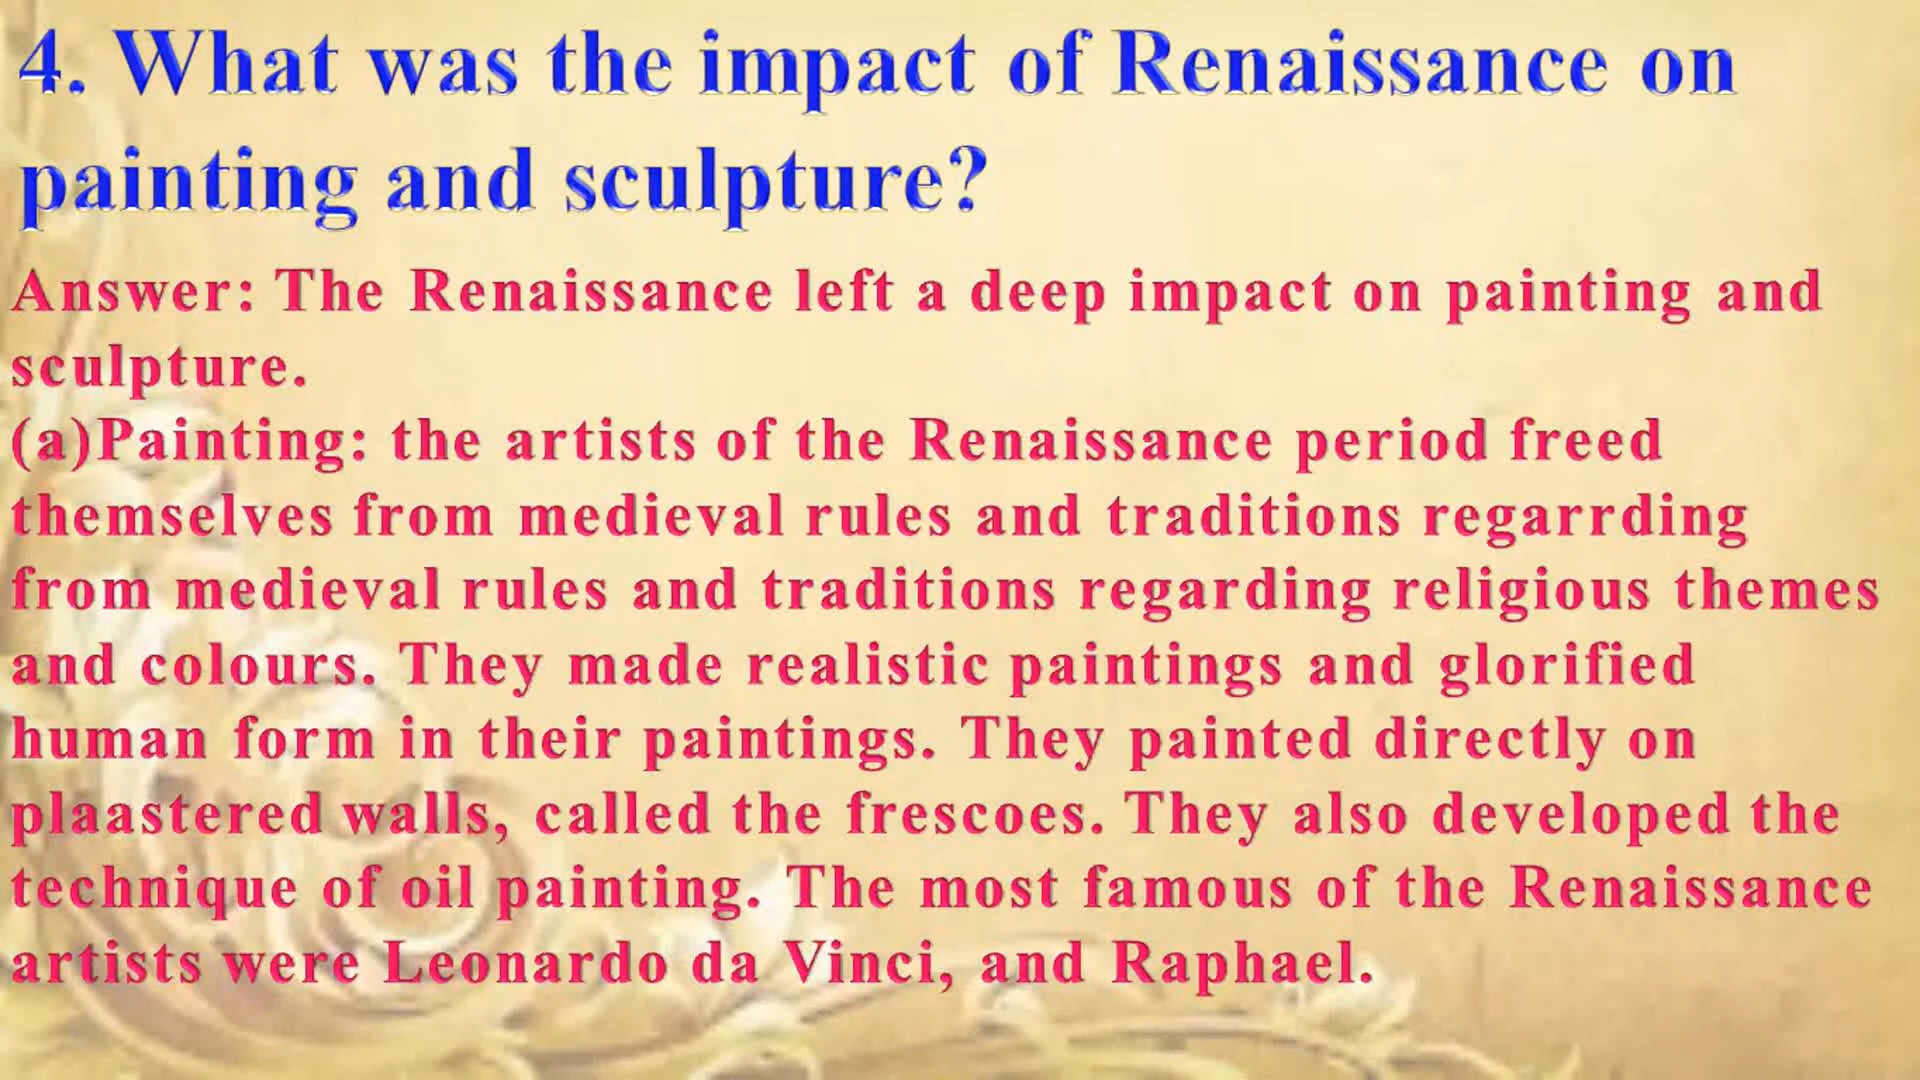 4. What was the impact of Renaissance on
painting and sculpture?
Answer: The Renaissance left a deep impact on painting and
sculpture.
(a)Painting: the artists of the Renaissance period freed
themselves from medieval rules and traditions regarrding
from medieval rules and traditions regarding religious themes
and colours. They made realistic paintings and glorified
human form in their paintings. They painted directly on
plaastered walls, called the frescoes. They also developed the
technique of oil painting. The most famous of the Renaissance
artists were Leonardo da Vinci, and Raphael.